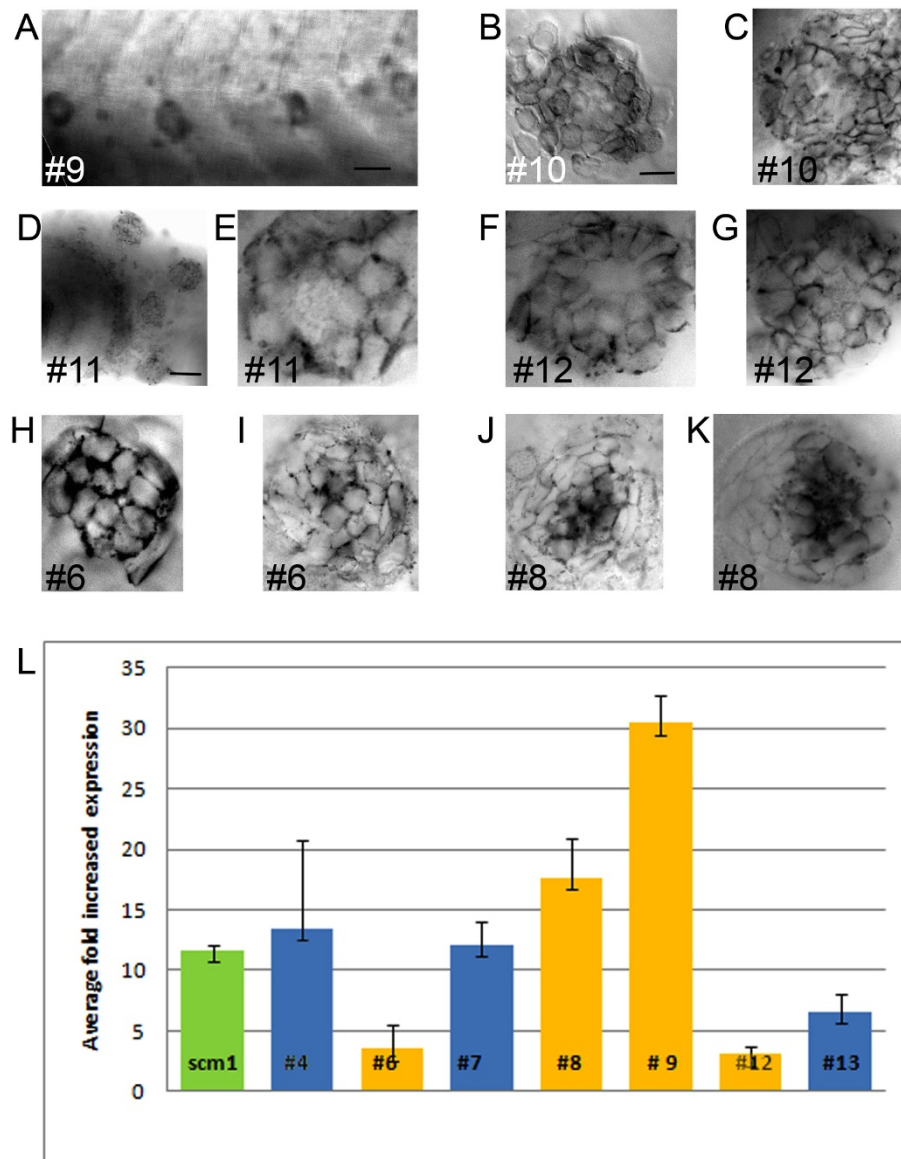 A B C
#9 #10 #10
D E F G
#11 #11 #12 #12
H I J K
#6 #6 #8 #8
L
Average fold increased expression
35
30
25
20
15
10
5
0
scm1 #4 #6 #7 #8 # 9 #12 #13